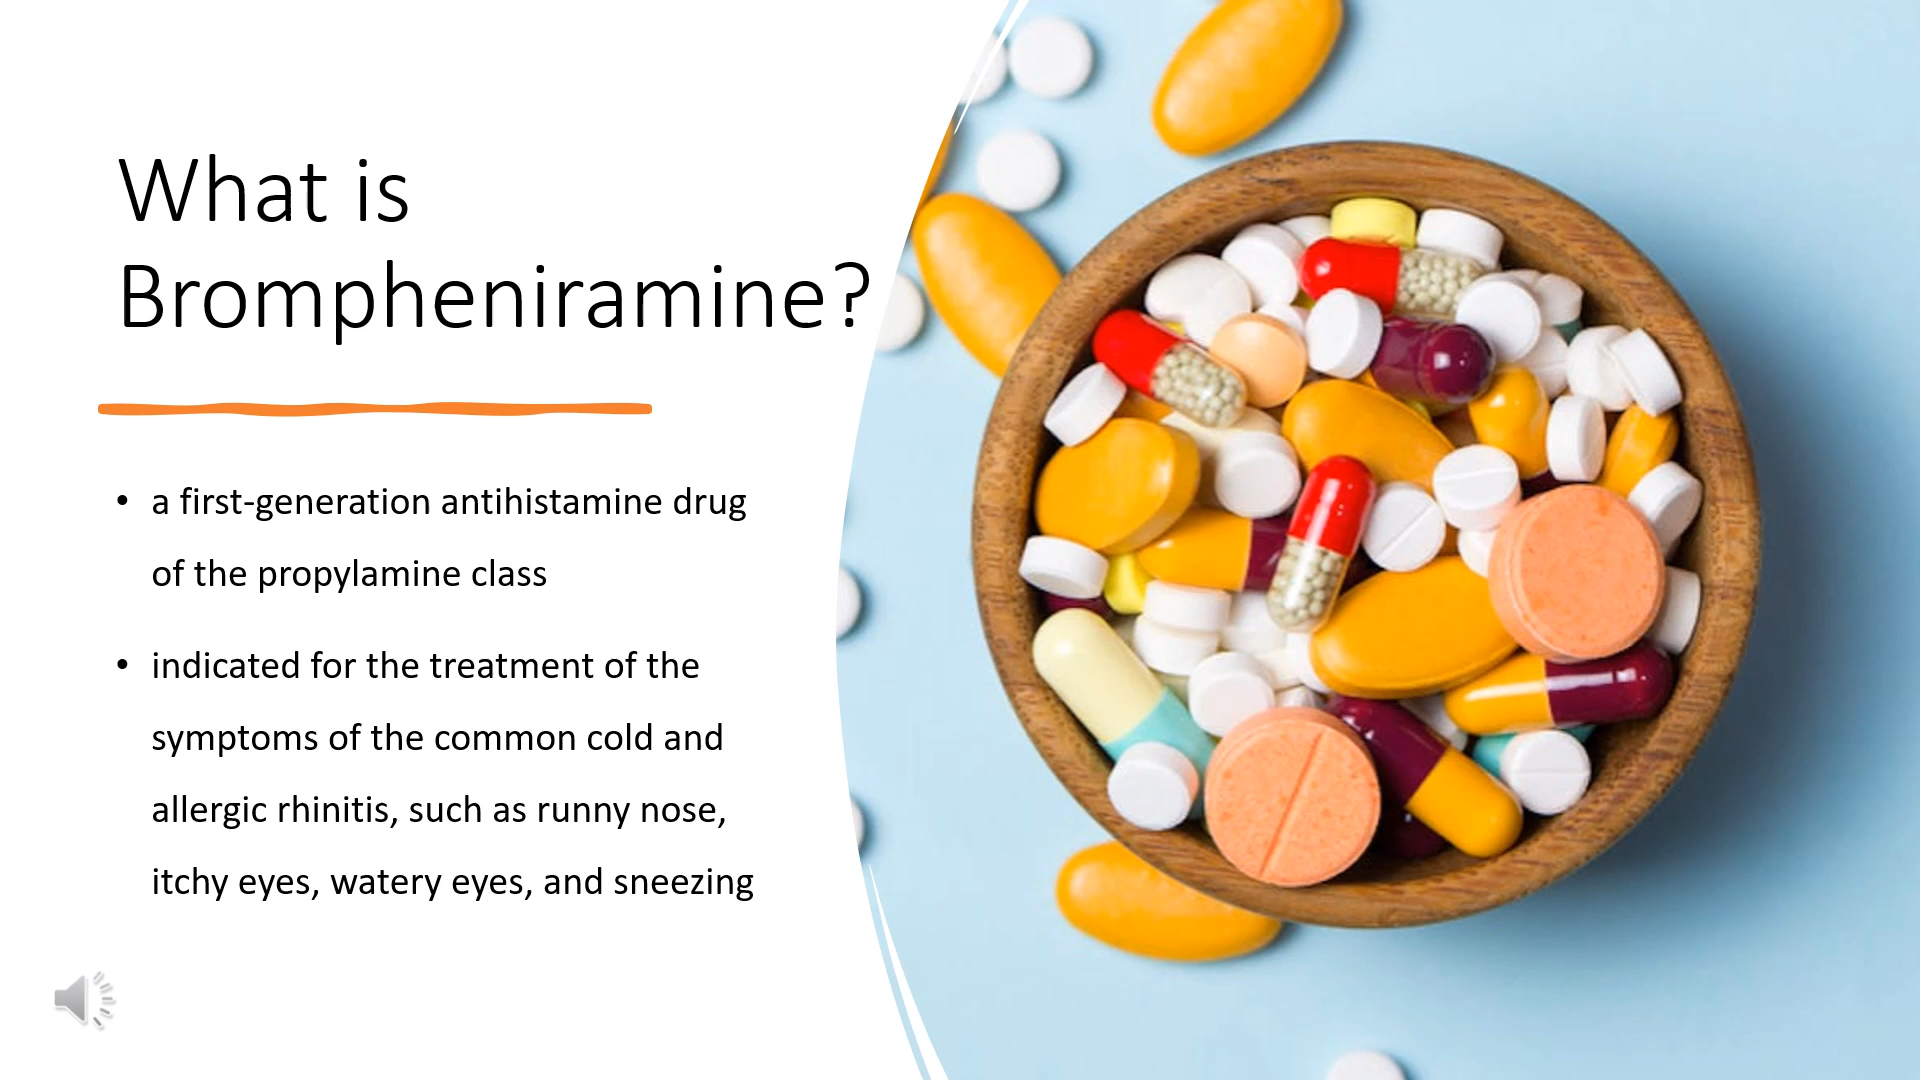 What is
Brompheniramine?
• a first-generation antihistamine drug
of the propylamine class
• indicated for the treatment of the
symptoms of the common cold and
allergic rhinitis, such as runny nose,
itchy eyes, watery eyes, and sneezing